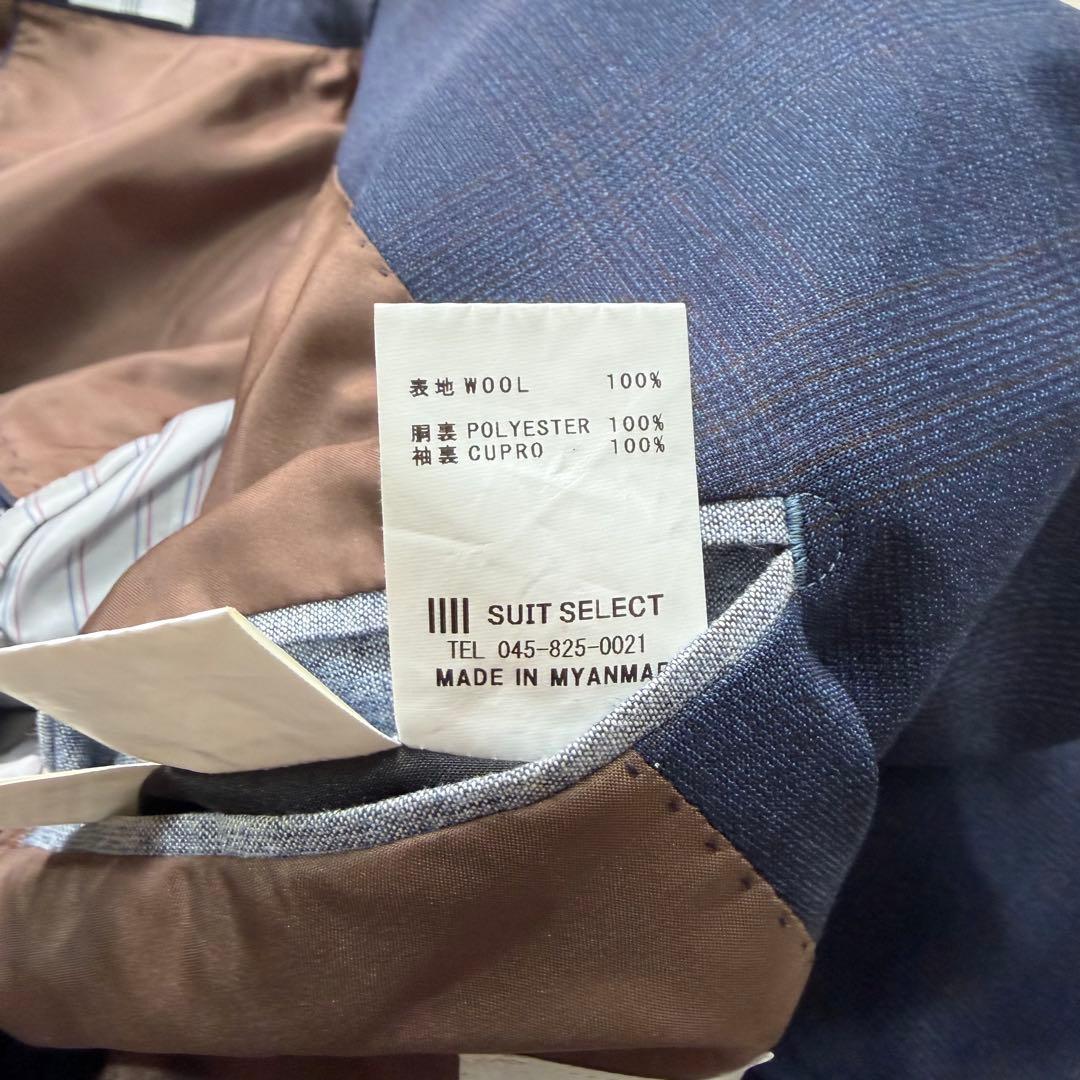 表地 WOOL 100%
胴裏 POLYESTER 100%
袖裏 CUPRO 100%
SUIT SELECT
TEL 045-825-0021
MADE IN MYANMAR